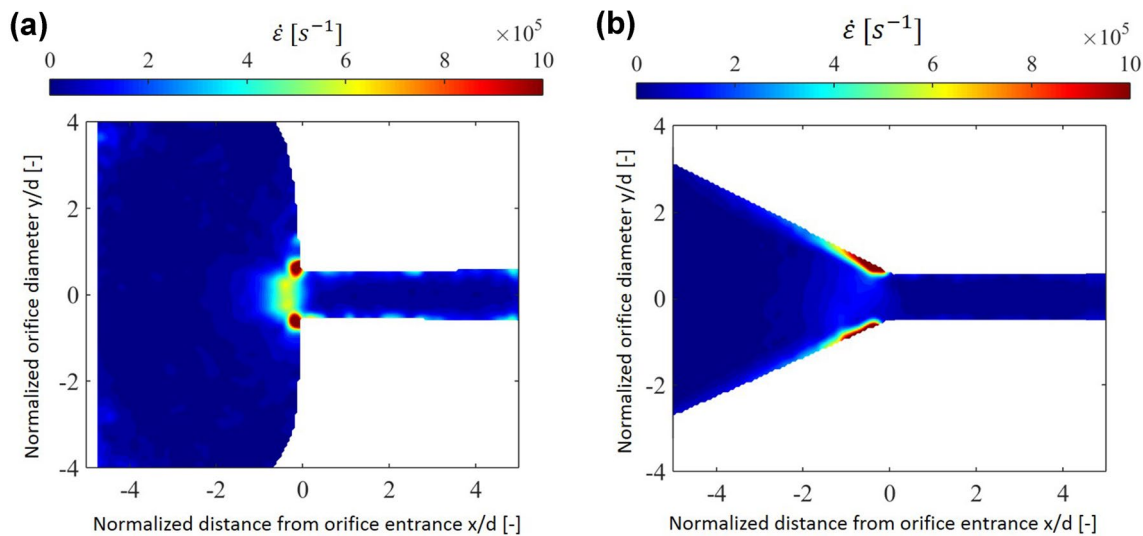 (a)
ε̇ [s⁻¹]
×10⁵
0 2 4 6 8 10
Normalized orifice diameter y/d [-]
4
2
0
-2
-4
-4 -2 0 2 4
Normalized distance from orifice entrance x/d [-]
(b)
ε̇ [s⁻¹]
×10⁵
0 2 4 6 8 10
Normalized orifice diameter y/d [-]
4
2
0
-2
-4
-4 -2 0 2 4
Normalized distance from orifice entrance x/d [-]